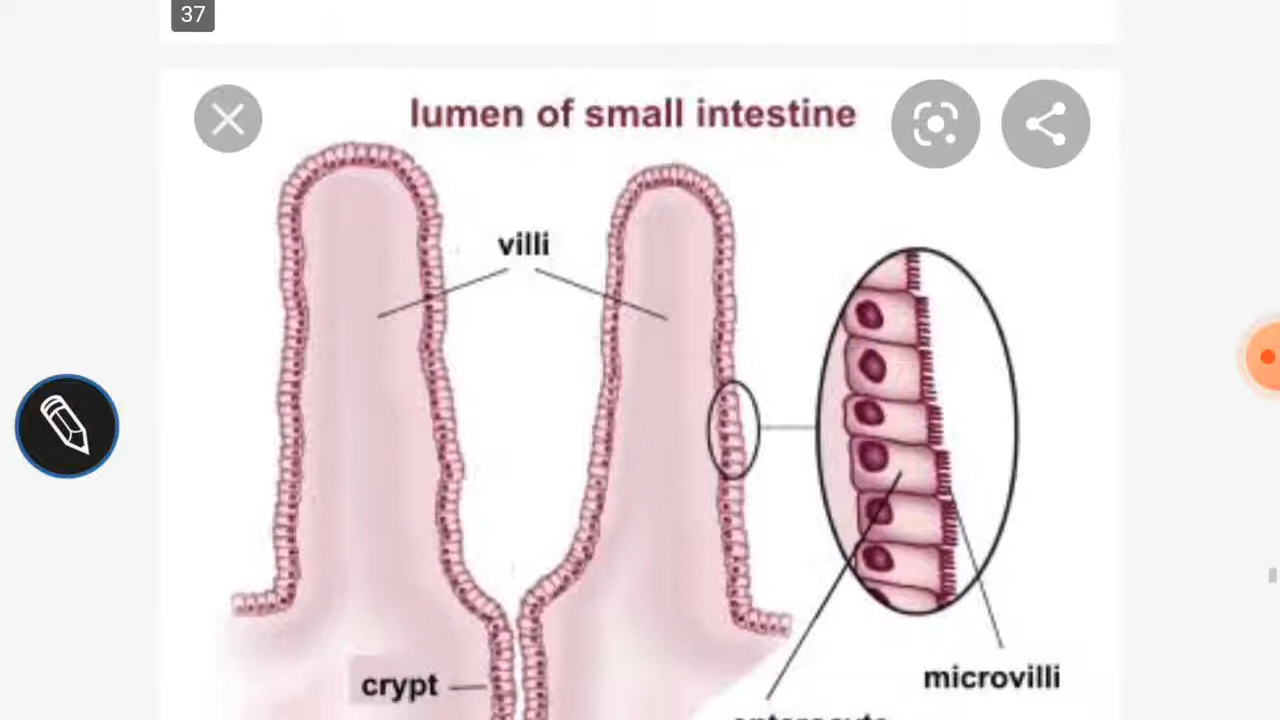 37
lumen of small intestine
villi
crypt
microvilli